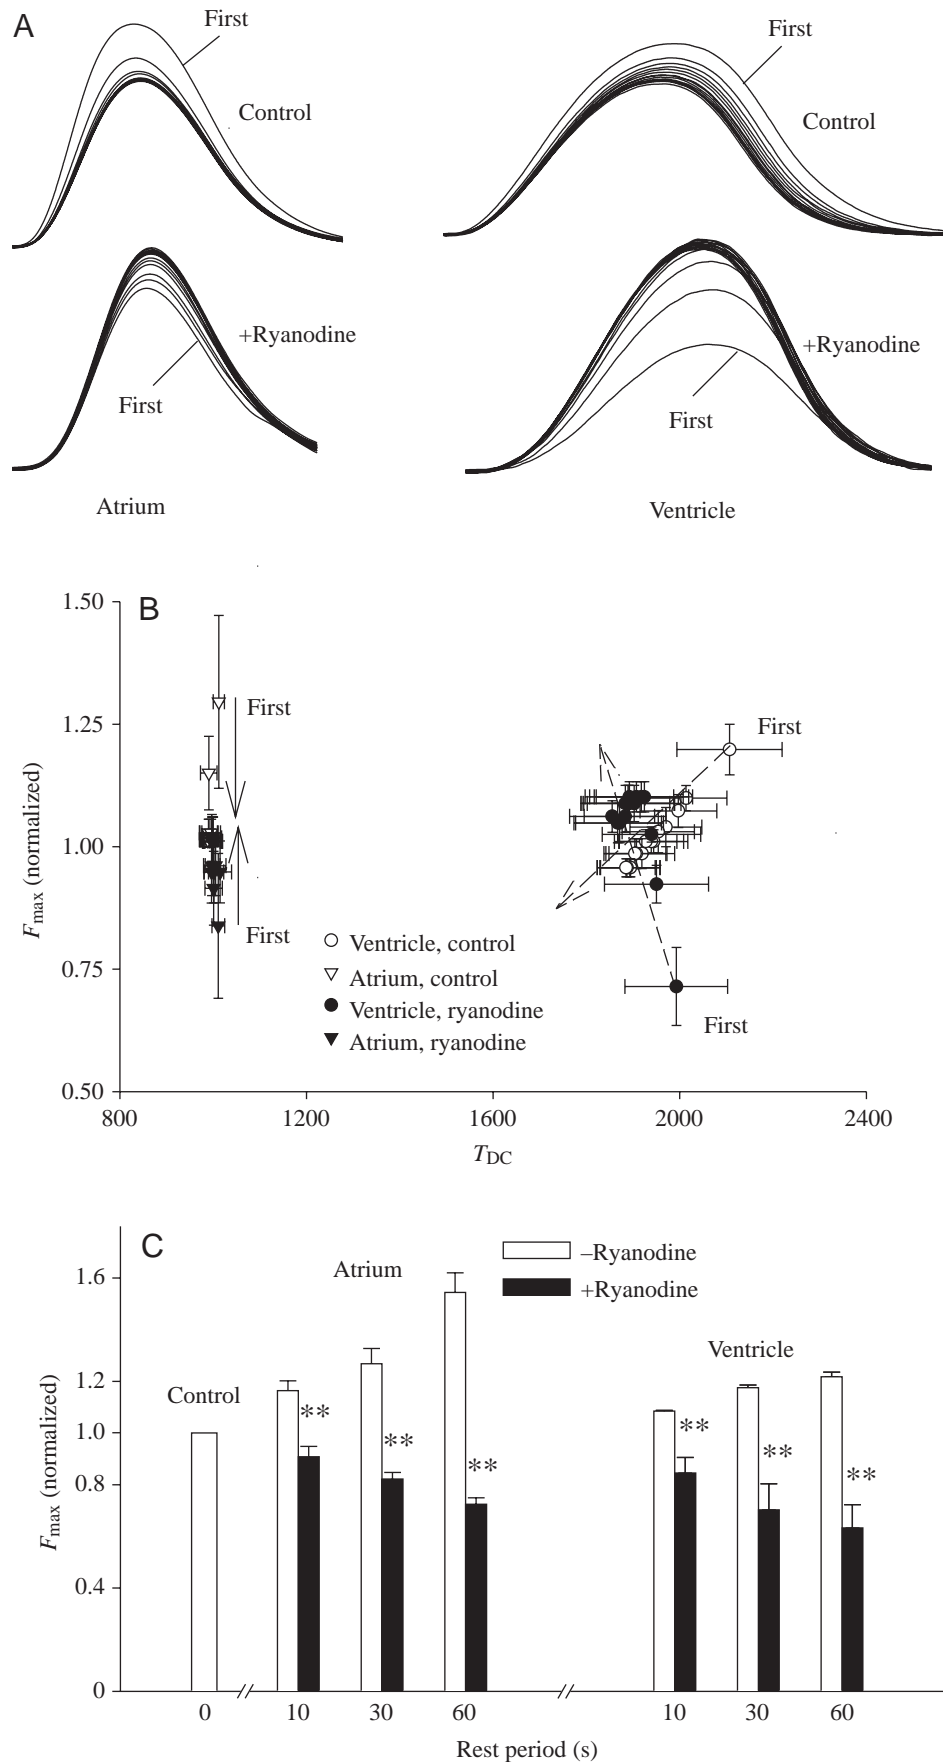 A
First
First
Control
Control
+Ryanodine
+Ryanodine
First
First
Atrium
Ventricle
B
1.50
1.25
1.00
0.75
0.50
Fmax (normalized)
First
First
First
First
Ventricle, control
Atrium, control
Ventricle, ryanodine
Atrium, ryanodine
800 1200 1600 2000 2400
TDC
C
–Ryanodine
+Ryanodine
Atrium
Ventricle
Control
1.6
1.2
1.0
0.8
0.4
0
Fmax (normalized)
** ** ** ** ** **
0 10 30 60 10 30 60
Rest period (s)